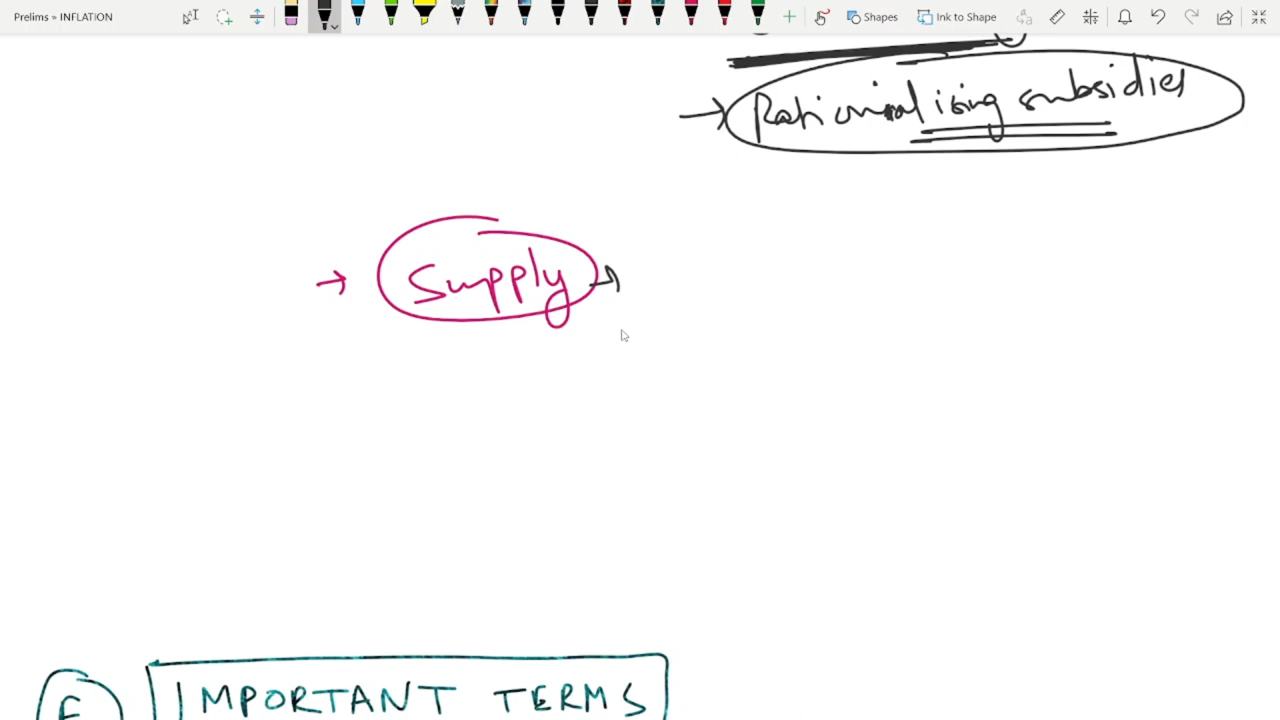 Prelims » INFLATION
Shapes
Ink to Shape
→ Rationalising subsidies
→ Supply →
E
IMPORTANT TERMS